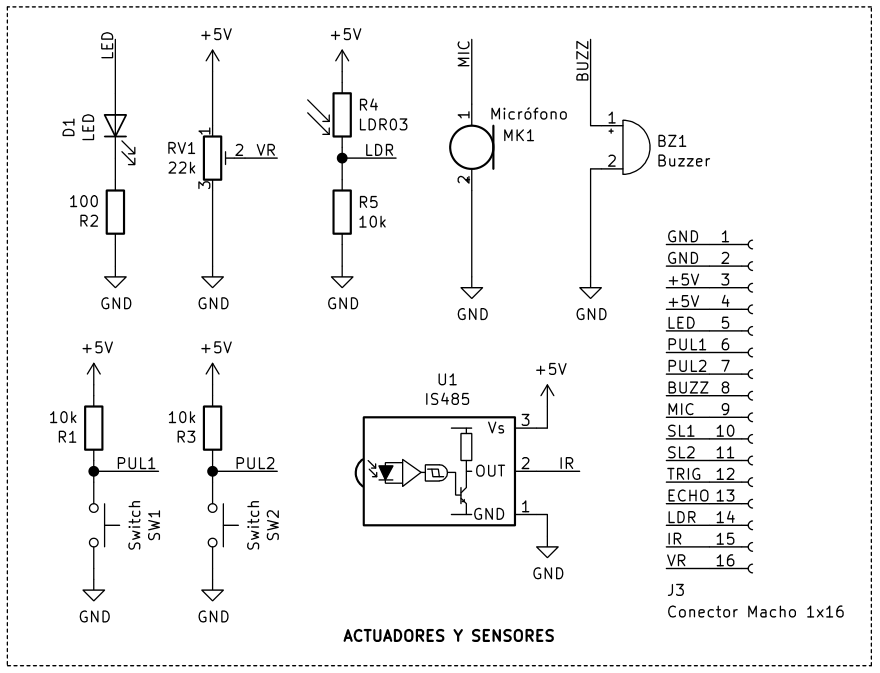 LED
D1
LED
100
R2
GND
+5V
RV1
22k
1
2 VR
3
GND
+5V
R4
LDR03
LDR
R5
10k
GND
MIC
1
Micrófono
MK1
2
GND
BUZZ
1
+
2
BZ1
Buzzer
GND
+5V
10k
R1
PUL1
Switch
SW1
GND
+5V
10k
R3
PUL2
Switch
SW2
GND
U1
IS485
+5V
Vs 3
OUT 2 IR
GND 1
GND
GND 1
GND 2
+5V 3
+5V 4
LED 5
PUL1 6
PUL2 7
BUZZ 8
MIC 9
SL1 10
SL2 11
TRIG 12
ECHO 13
LDR 14
IR 15
VR 16
J3
Conector Macho 1x16
ACTUADORES Y SENSORES